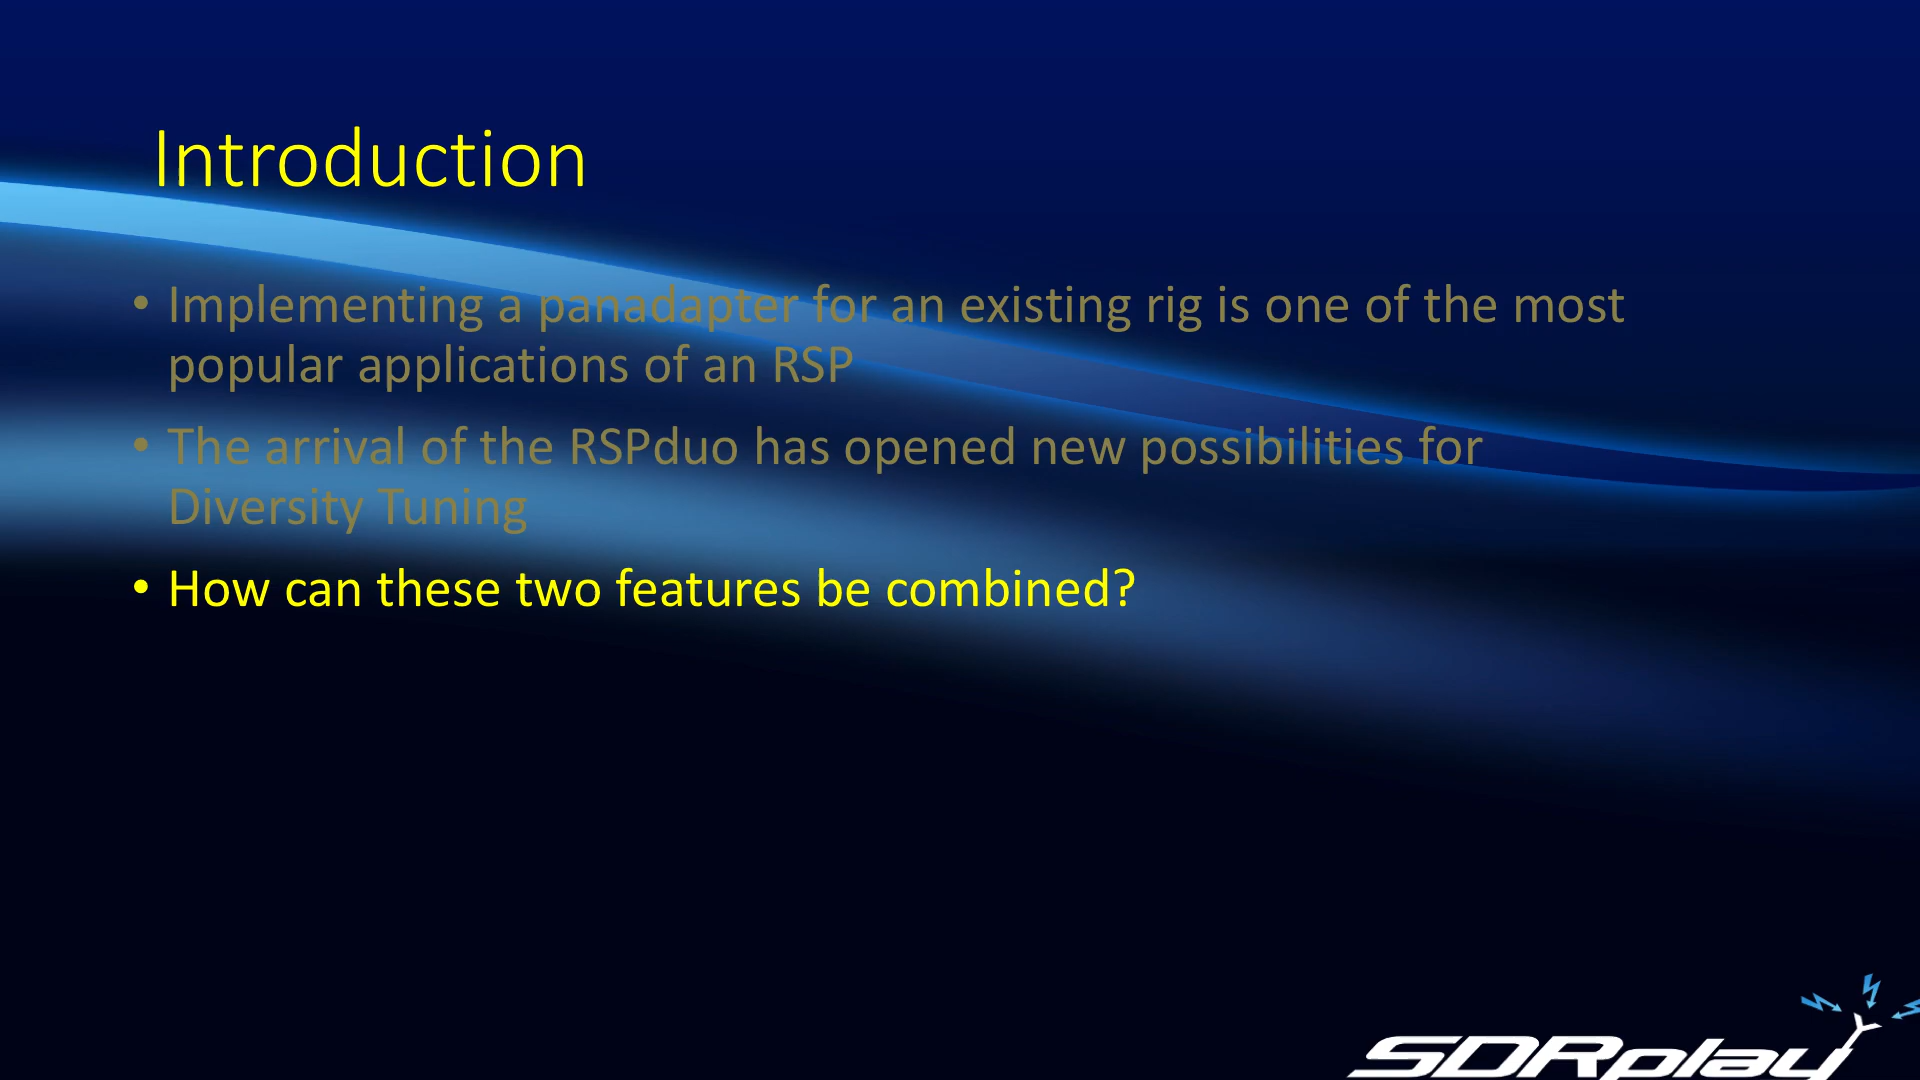 Introduction
• Implementing a panadapter for an existing rig is one of the most
popular applications of an RSP
• The arrival of the RSPduo has opened new possibilities for
Diversity Tuning
• How can these two features be combined?
SDRplay